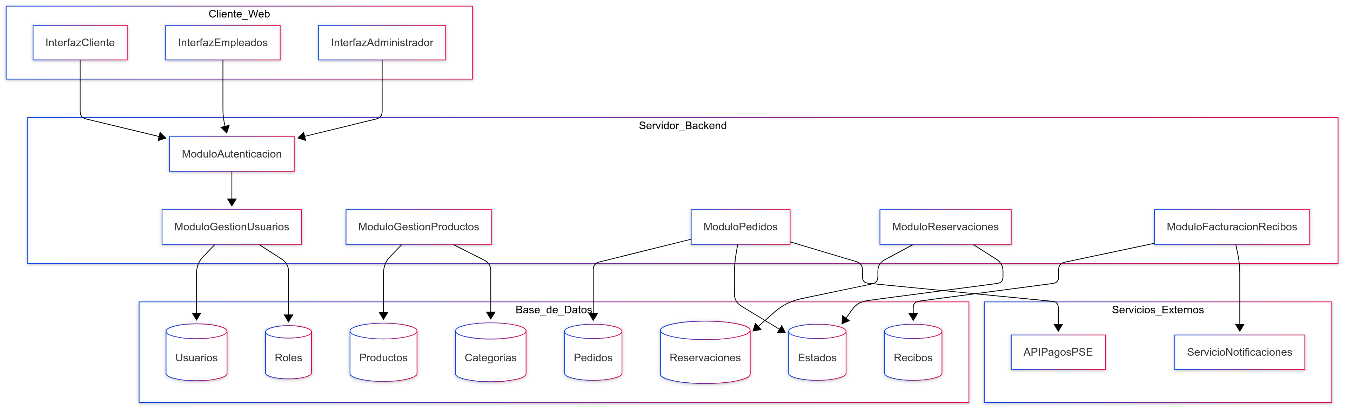 Cliente_Web
InterfazCliente
InterfazEmpleados
InterfazAdministrador
Servidor_Backend
ModuloAutenticacion
ModuloGestionUsuarios
ModuloGestionProductos
ModuloPedidos
ModuloReservaciones
ModuloFacturacionRecibos
Base_de_Datos
Servicios_Externos
Usuarios
Roles
Productos
Categorias
Pedidos
Reservaciones
Estados
Recibos
APIPagosPSE
ServicioNotificaciones